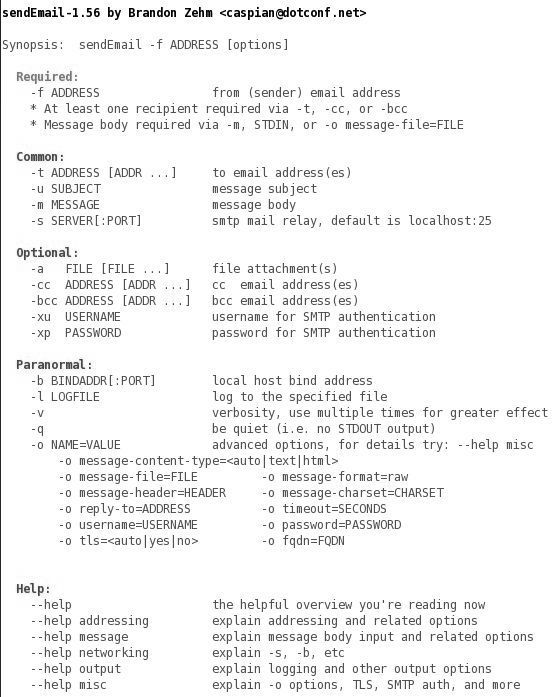 sendEmail-1.56 by Brandon Zehm <caspian@dotconf.net>
Synopsis:  sendEmail -f ADDRESS [options]
  Required:
    -f ADDRESS                from (sender) email address
    * At least one recipient required via -t, -cc, or -bcc
    * Message body required via -m, STDIN, or -o message-file=FILE
  Common:
    -t ADDRESS [ADDR ...]     to email address(es)
    -u SUBJECT                message subject
    -m MESSAGE                message body
    -s SERVER[:PORT]          smtp mail relay, default is localhost:25
  Optional:
    -a   FILE [FILE ...]      file attachment(s)
    -cc  ADDRESS [ADDR ...]   cc  email address(es)
    -bcc ADDRESS [ADDR ...]   bcc email address(es)
    -xu  USERNAME             username for SMTP authentication
    -xp  PASSWORD             password for SMTP authentication
  Paranormal:
    -b BINDADDR[:PORT]        local host bind address
    -l LOGFILE                log to the specified file
    -v                        verbosity, use multiple times for greater effect
    -q                        be quiet (i.e. no STDOUT output)
    -o NAME=VALUE             advanced options, for details try: --help misc
        -o message-content-type=<auto|text|html>
        -o message-file=FILE         -o message-format=raw
        -o message-header=HEADER     -o message-charset=CHARSET
        -o reply-to=ADDRESS          -o timeout=SECONDS
        -o username=USERNAME         -o password=PASSWORD
        -o tls=<auto|yes|no>         -o fqdn=FQDN
  Help:
    --help                    the helpful overview you're reading now
    --help addressing         explain addressing and related options
    --help message            explain message body input and related options
    --help networking         explain -s, -b, etc
    --help output             explain logging and other output options
    --help misc               explain -o options, TLS, SMTP auth, and more